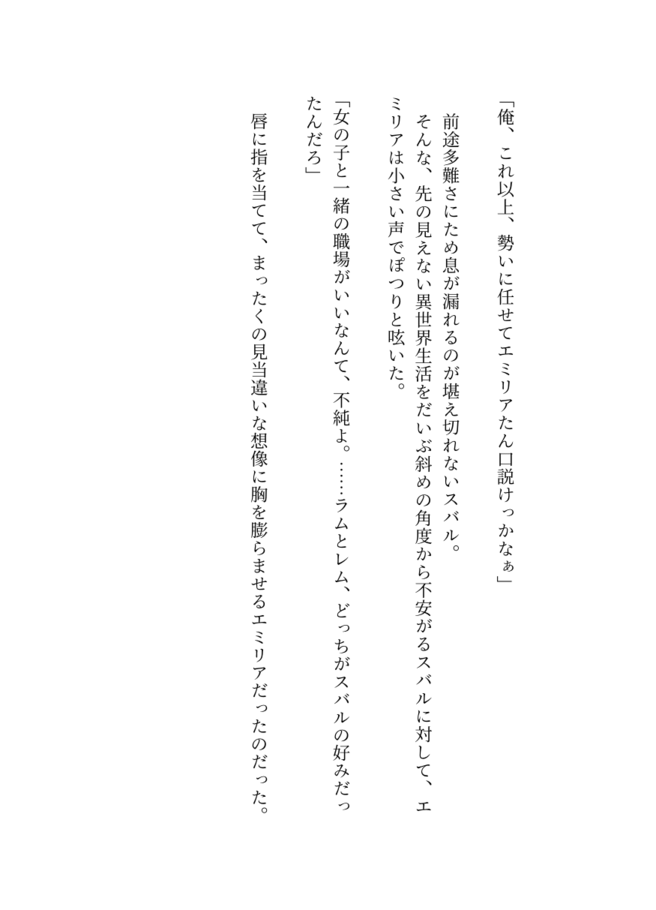 「俺、これ以上、勢いに任せてエミリアたん口説けっかなぁ」
前途多難さにため息が漏れるのが堪え切れないスバル。
そんな、先の見えない異世界生活をだいぶ斜めの角度から不安がるスバルに対して、エ
ミリアは小さい声でぽつりと呟いた。
「女の子と一緒の職場がいいなんて、不純よ。……ラムとレム、どっちがスバルの好みだっ
たんだろ」
唇に指を当てて、まったくの見当違いな想像に胸を膨らませるエミリアだったのだった。